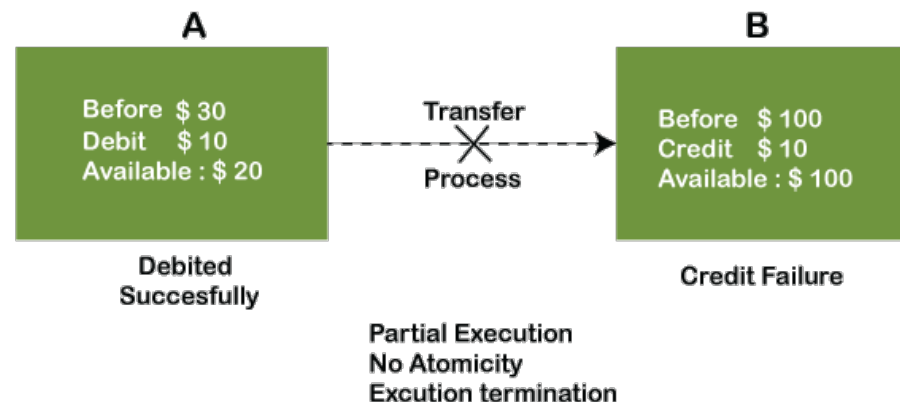 A
Before $ 30
Debit $ 10
Available : $ 20
Debited
Succesfully
Transfer
Process
B
Before $ 100
Credit $ 10
Available : $ 100
Credit Failure
Partial Execution
No Atomicity
Excution termination